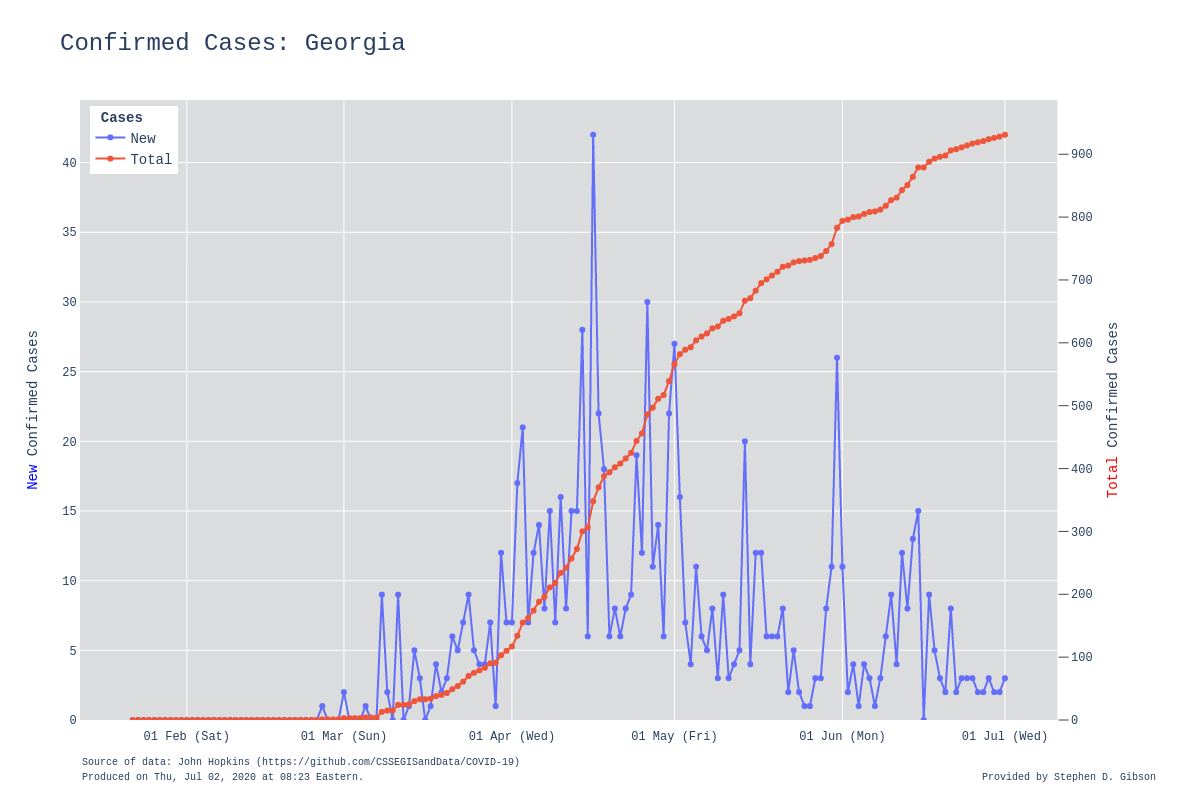 Confirmed Cases: Georgia
Cases
New
Total
40
35
30
25
20
15
10
5
0
900
800
700
600
500
400
300
200
100
0
New Confirmed Cases
Total Confirmed Cases
01 Feb (Sat)
01 Mar (Sun)
01 Apr (Wed)
01 May (Fri)
01 Jun (Mon)
01 Jul (Wed)
Source of data: John Hopkins (https://github.com/CSSEGISandData/COVID-19)
Produced on Thu, Jul 02, 2020 at 08:23 Eastern.
Provided by Stephen D. Gibson